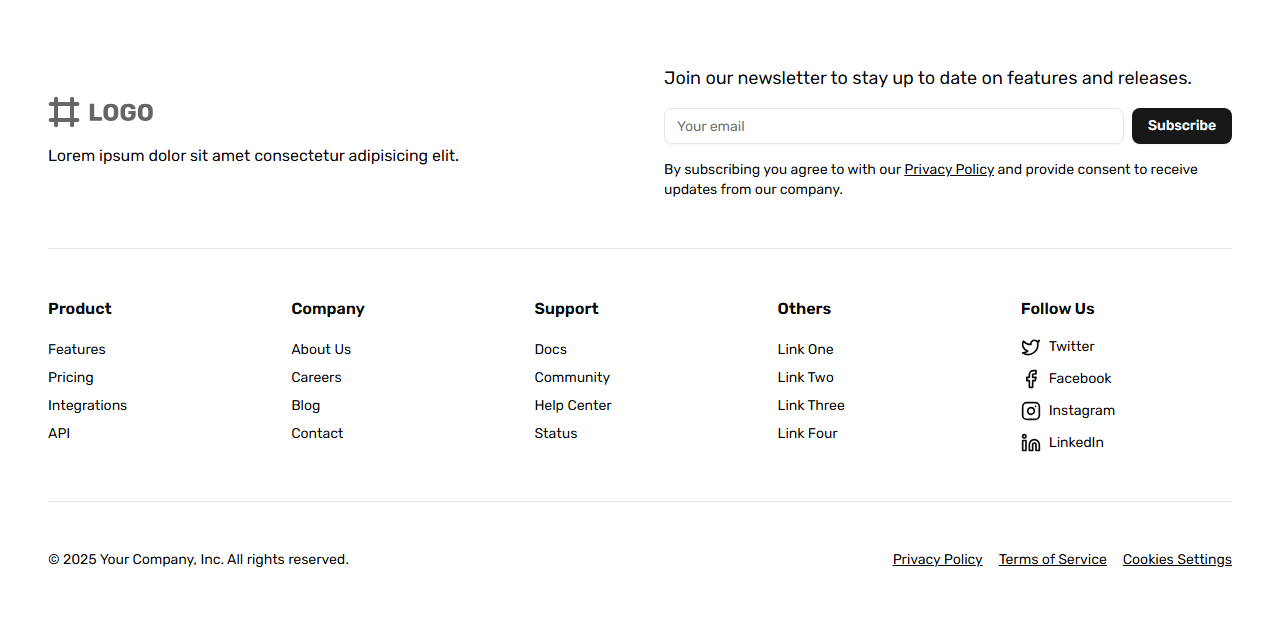 LOGO
Lorem ipsum dolor sit amet consectetur adipisicing elit.
Join our newsletter to stay up to date on features and releases.
Your email
Subscribe
By subscribing you agree to with our Privacy Policy and provide consent to receive
updates from our company.
Product
Features
Pricing
Integrations
API
Company
About Us
Careers
Blog
Contact
Support
Docs
Community
Help Center
Status
Others
Link One
Link Two
Link Three
Link Four
Follow Us
Twitter
Facebook
Instagram
LinkedIn
© 2025 Your Company, Inc. All rights reserved.
Privacy Policy Terms of Service Cookies Settings